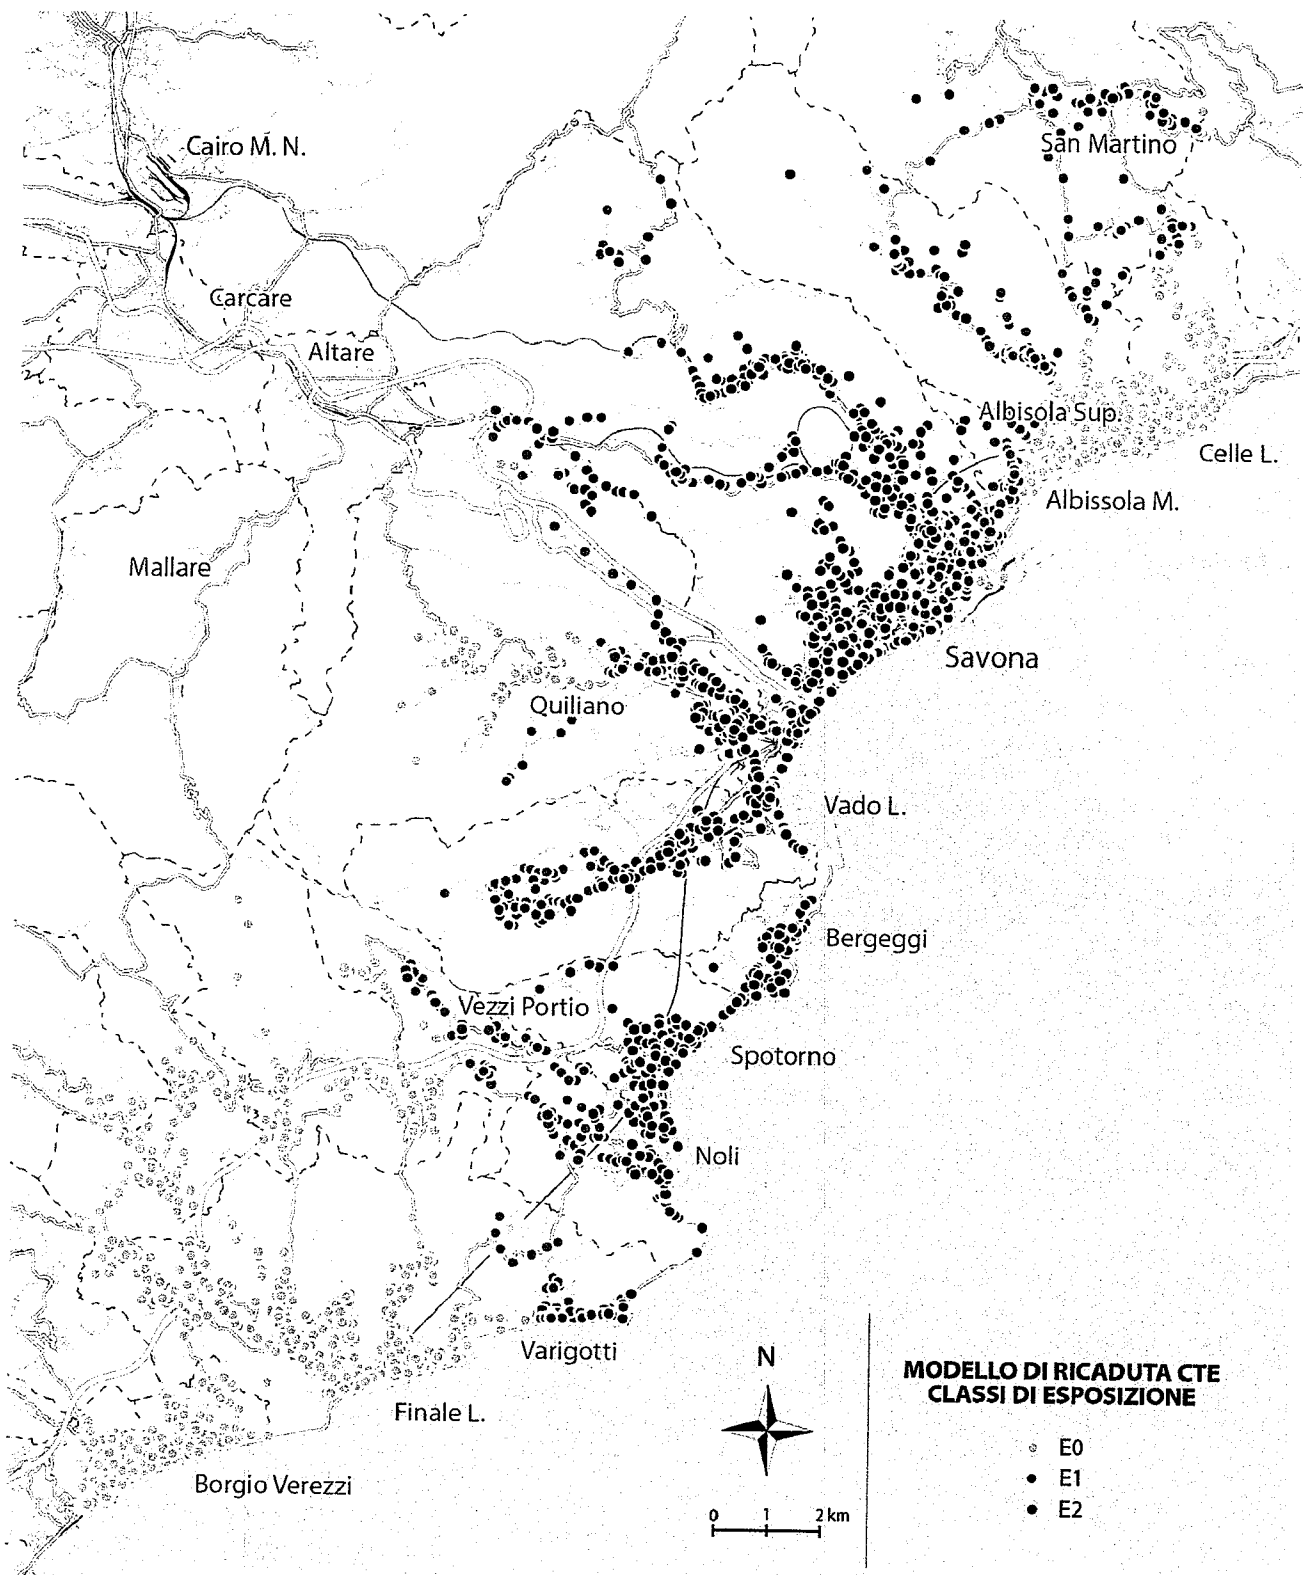 Cairo M. N.
San Martino
Carcare
Altare
Albisola Sup.
Celle L.
Albissola M.
Mallare
Savona
Quiliano
Vado L.
Bergeggi
Vezzi Portio
Spotorno
Noli
Varigotti
N
MODELLO DI RICADUTA CTE
CLASSI DI ESPOSIZIONE
Finale L.
E0
E1
Borgio Verezzi
E2
0 1 2 km